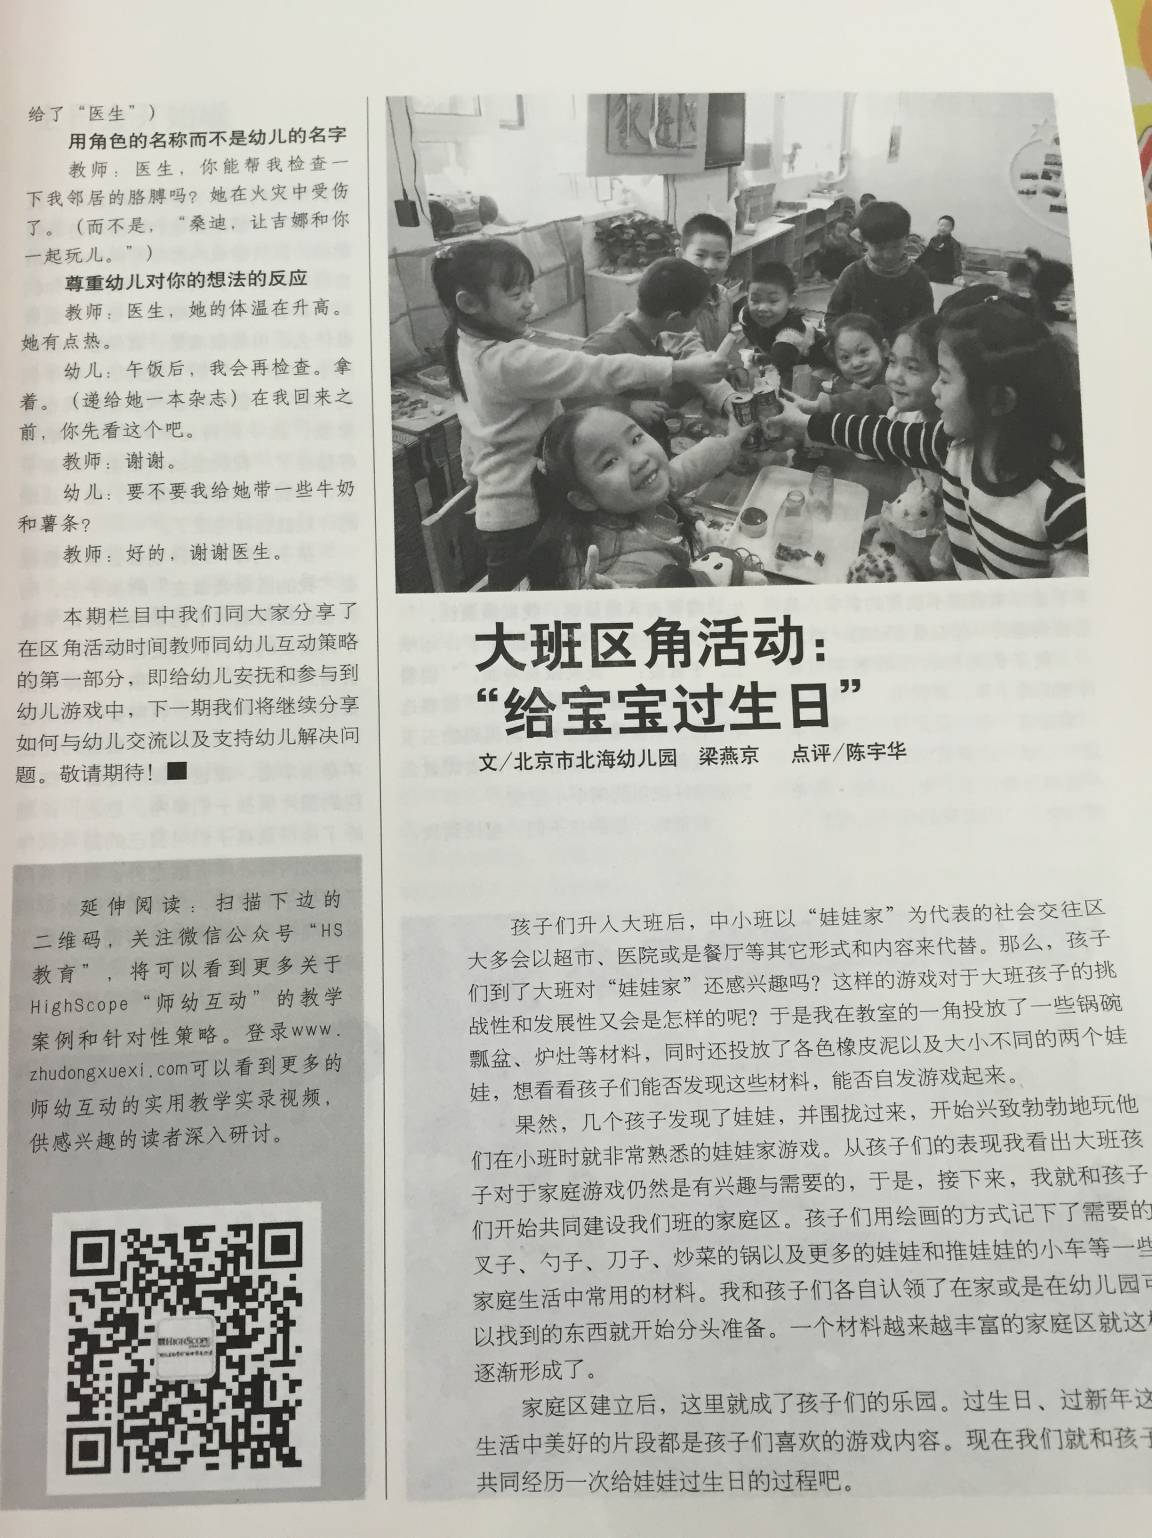 给了“医生”）
用角色的名称而不是幼儿的名字
教师：医生，你能帮我检查一
下我邻居的胳膊吗？她在火灾中受伤
了。（而不是，“桑迪，让吉娜和你
一起玩儿。”）
尊重幼儿对你的想法的反应
教师：医生，她的体温在升高。
她有点热。
幼儿：午饭后，我会再检查。拿
着。（递给她一本杂志）在我回来之
前，你先看这个吧。
教师：谢谢。
幼儿：要不要我给她带一些牛奶
和薯条？
教师：好的，谢谢医生。
本期栏目中我们同大家分享了
在区角活动时间教师同幼儿互动策略
的第一部分，即给幼儿安抚和参与到
幼儿游戏中，下一期我们将继续分享
如何与幼儿交流以及支持幼儿解决问
题。敬请期待！■
延伸阅读：扫描下边的
二维码，关注微信公众号“HS
教育”，将可以看到更多关于
HighScope“师幼互动”的教学
案例和针对性策略。登录www.
zhudongxuexi.com可以看到更多的
师幼互动的实用教学实录视频，
供感兴趣的读者深入研讨。
HIGHSCOPE
大班区角活动：
“给宝宝过生日”
文/北京市北海幼儿园 梁燕京 点评/陈宇华
孩子们升入大班后，中小班以“娃娃家”为代表的社会交往区
大多会以超市、医院或是餐厅等其它形式和内容来代替。那么，孩子
们到了大班对“娃娃家”还感兴趣吗？这样的游戏对于大班孩子的挑
战性和发展性又会是怎样的呢？于是我在教室的一角投放了一些锅碗
瓢盆、炉灶等材料，同时还投放了各色橡皮泥以及大小不同的两个娃
娃，想看看孩子们能否发现这些材料，能否自发游戏起来。
果然，几个孩子发现了娃娃，并围拢过来，开始兴致勃勃地玩他
们在小班时就非常熟悉的娃娃家游戏。从孩子们的表现我看出大班孩
子对于家庭游戏仍然是有兴趣与需要的，于是，接下来，我就和孩子
们开始共同建设我们班的家庭区。孩子们用绘画的方式记下了需要的
叉子、勺子、刀子、炒菜的锅以及更多的娃娃和推娃娃的小车等一些
家庭生活中常用的材料。我和孩子们各自认领了在家或是在幼儿园可
以找到的东西就开始分头准备。一个材料越来越丰富的家庭区就这样
逐渐形成了。
家庭区建立后，这里就成了孩子们的乐园。过生日、过新年这
生活中美好的片段都是孩子们喜欢的游戏内容。现在我们就和孩子
共同经历一次给娃娃过生日的过程吧。